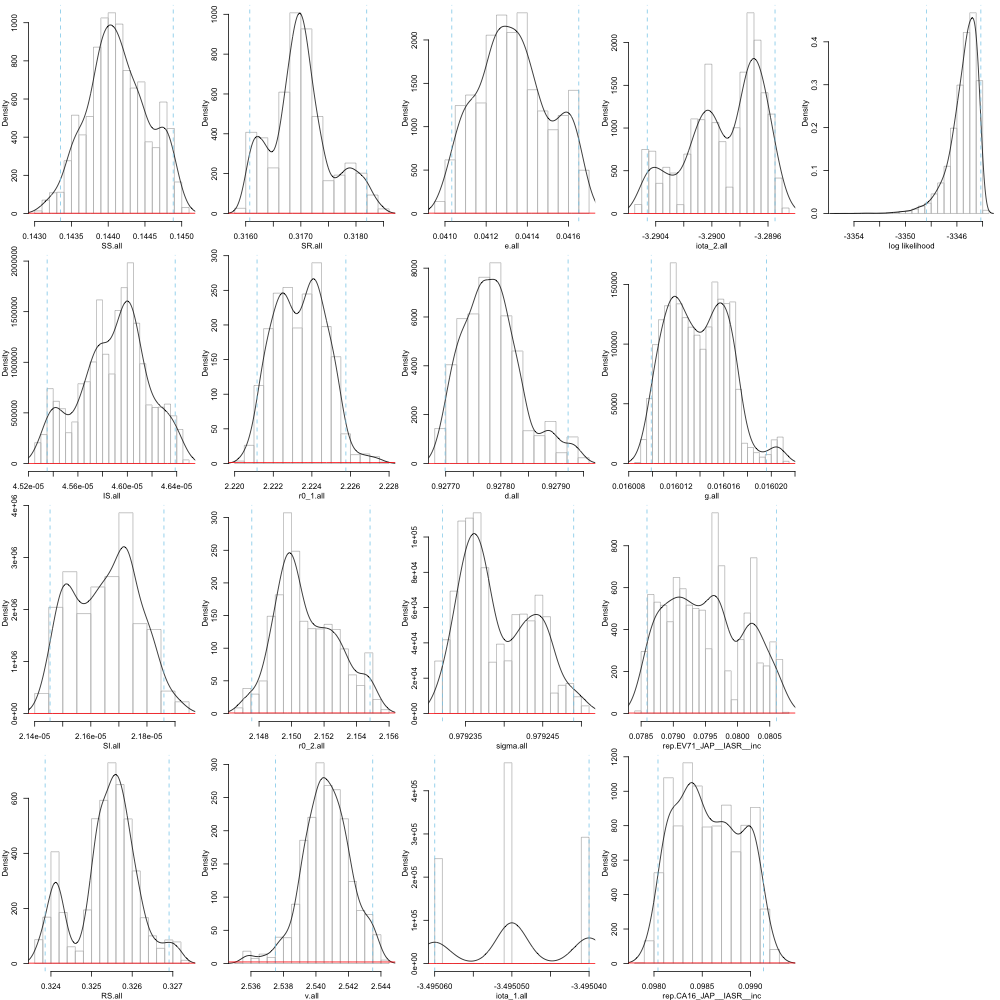 Density
0 200 400 600 800 1000
0.1430 0.1435 0.1440 0.1445 0.1450
SS.all
Density
0 200 400 600 800 1000
0.3160 0.3170 0.3180
SR.all
Density
0 500 1000 1500 2000
0.0410 0.0412 0.0414 0.0416
e.all
Density
0 500 1000 1500 2000
-3.2904 -3.2900 -3.2896
iota_2.all
Density
0.0 0.1 0.2 0.3 0.4
-3354 -3350 -3346
log likelihood
Density
0 500000 1000000 1500000 2000000
4.52e-05 4.56e-05 4.60e-05 4.64e-05
IS.all
Density
0 50 100 150 200 250 300
2.220 2.222 2.224 2.226 2.228
r0_1.all
Density
0 2000 4000 6000 8000
0.92770 0.92780 0.92790
d.all
Density
0 50000 100000 150000
0.016008 0.016012 0.016016 0.016020
g.all
Density
0e+00 1e+06 2e+06 3e+06 4e+06
2.14e-05 2.16e-05 2.18e-05
SI.all
Density
0 50 100 150 200 250 300
2.148 2.150 2.152 2.154 2.156
r0_2.all
Density
0e+00 2e+04 4e+04 6e+04 8e+04 1e+05
0.979235 0.979245
sigma.all
Density
0 200 400 600 800
0.0785 0.0790 0.0795 0.0800 0.0805
rep.EV71_JAP__IASR__inc
Density
0 200 400 600
0.324 0.325 0.326 0.327
RS.all
Density
0 50 100 150 200 250 300
2.536 2.538 2.540 2.542 2.544
v.all
Density
0e+00 1e+05 2e+05 3e+05 4e+05
-3.495060 -3.495050 -3.495040
iota_1.all
Density
0 200 400 600 800 1000 1200
0.0980 0.0985 0.0990
rep.CA16_JAP__IASR__inc